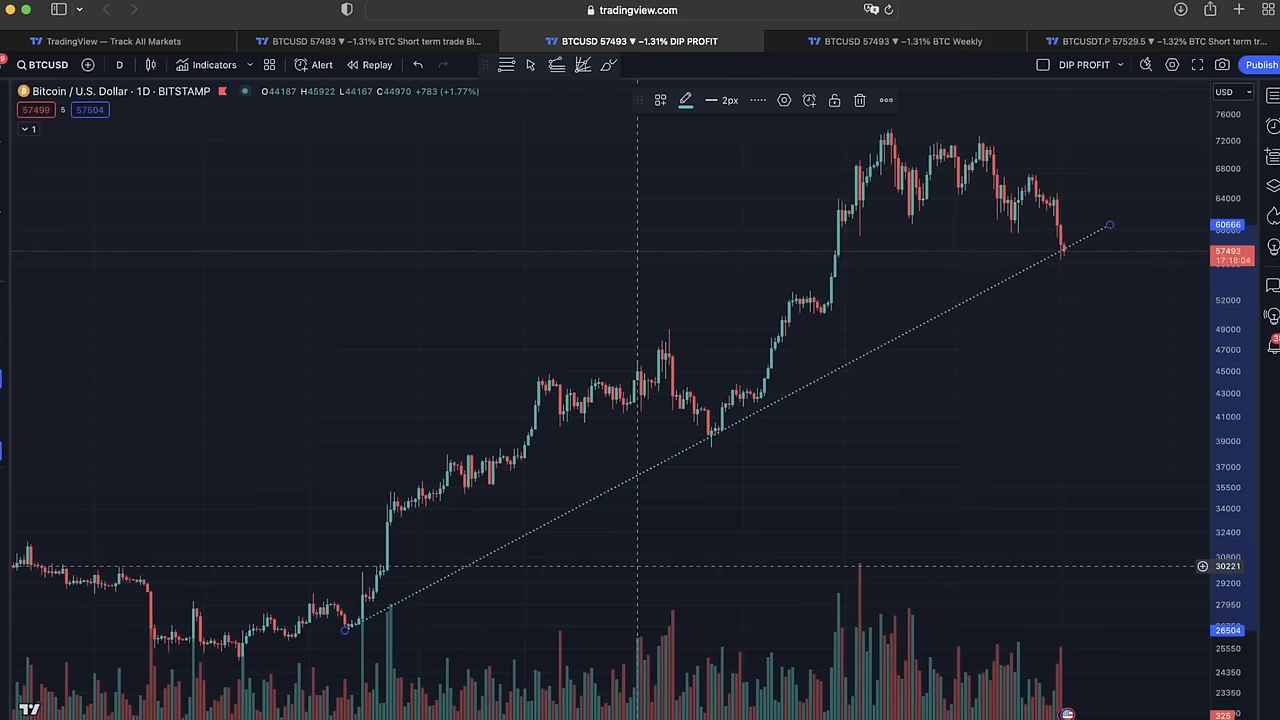 tradingview.com
TradingView — Track All Markets
BTCUSD 57493 ▼ −1.31% BTC Short term trade Bl...
BTCUSD 57493 ▼ −1.31% DIP PROFIT
BTCUSD 57493 ▼ −1.31% BTC Weekly
BTCUSDT.P 57529.5 ▼ −1.32% BTC Short term tr...
BTCUSD D Indicators Alert Replay DIP PROFIT Publish
Bitcoin / U.S. Dollar · 1D · BITSTAMP O44187 H45922 L44167 C44970 +783 (+1.77%)
USD
57499 5 57504
2px
1
76000
72000
68000
64000
60666
57493
17:18:04
52000
49000
47000
45000
43000
41000
39000
37000
35500
34000
32400
30800
30221
29200
27950
26504
25550
24350
23350
325